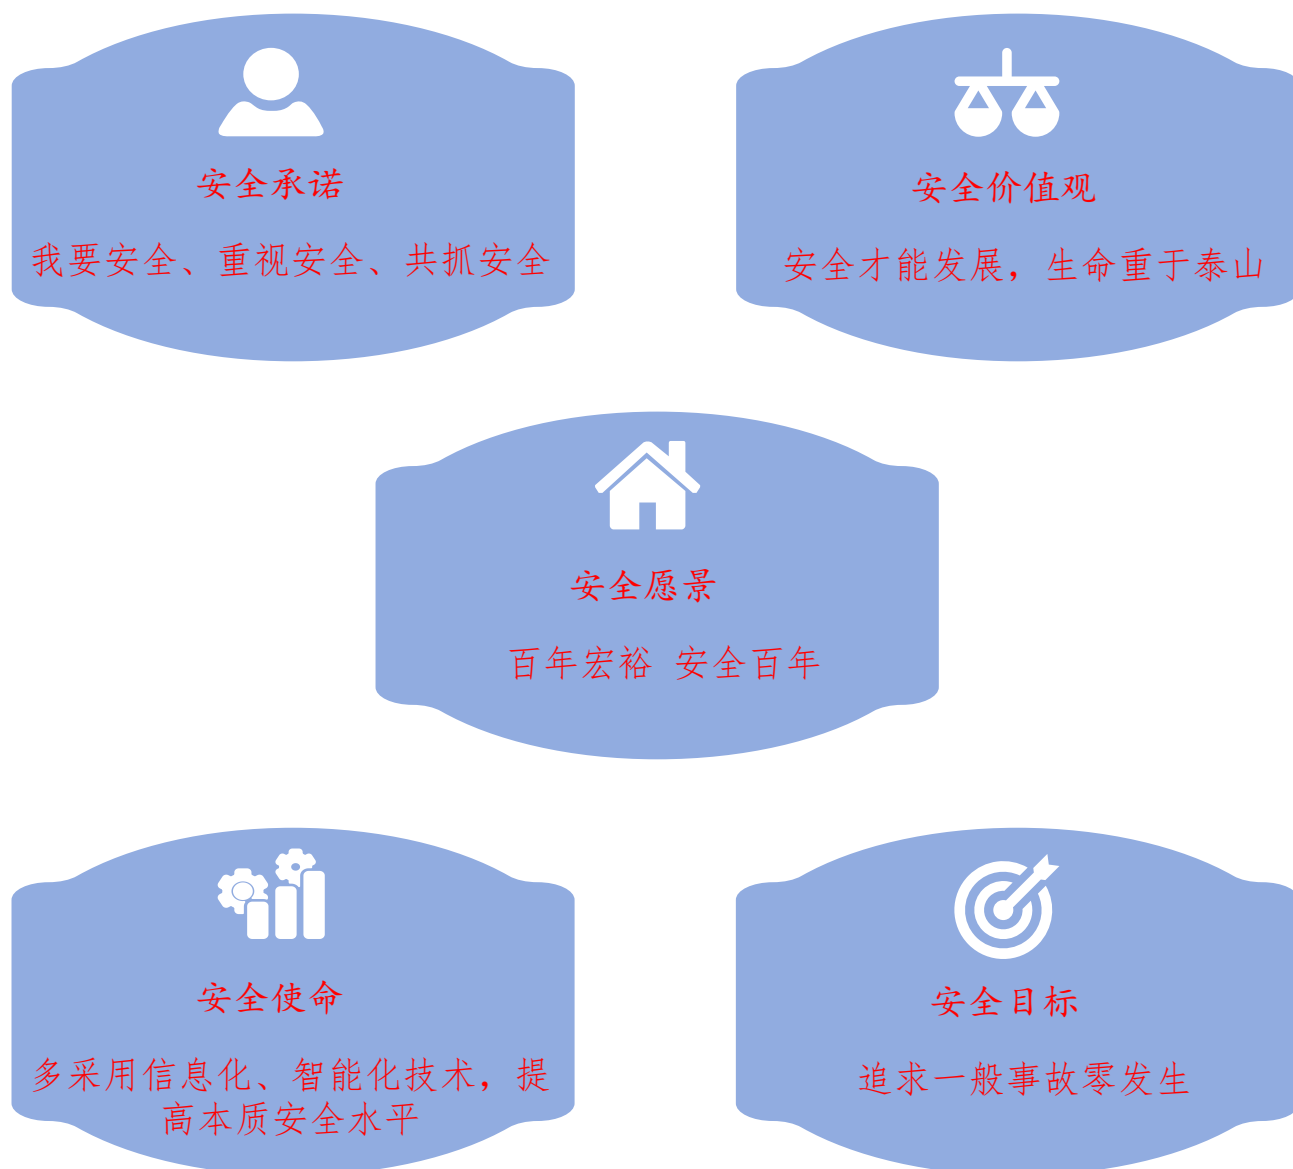 安全承诺
我要安全、重视安全、共抓安全
安全价值观
安全才能发展，生命重于泰山
安全愿景
百年宏裕 安全百年
安全使命
多采用信息化、智能化技术，提
高本质安全水平
安全目标
追求一般事故零发生